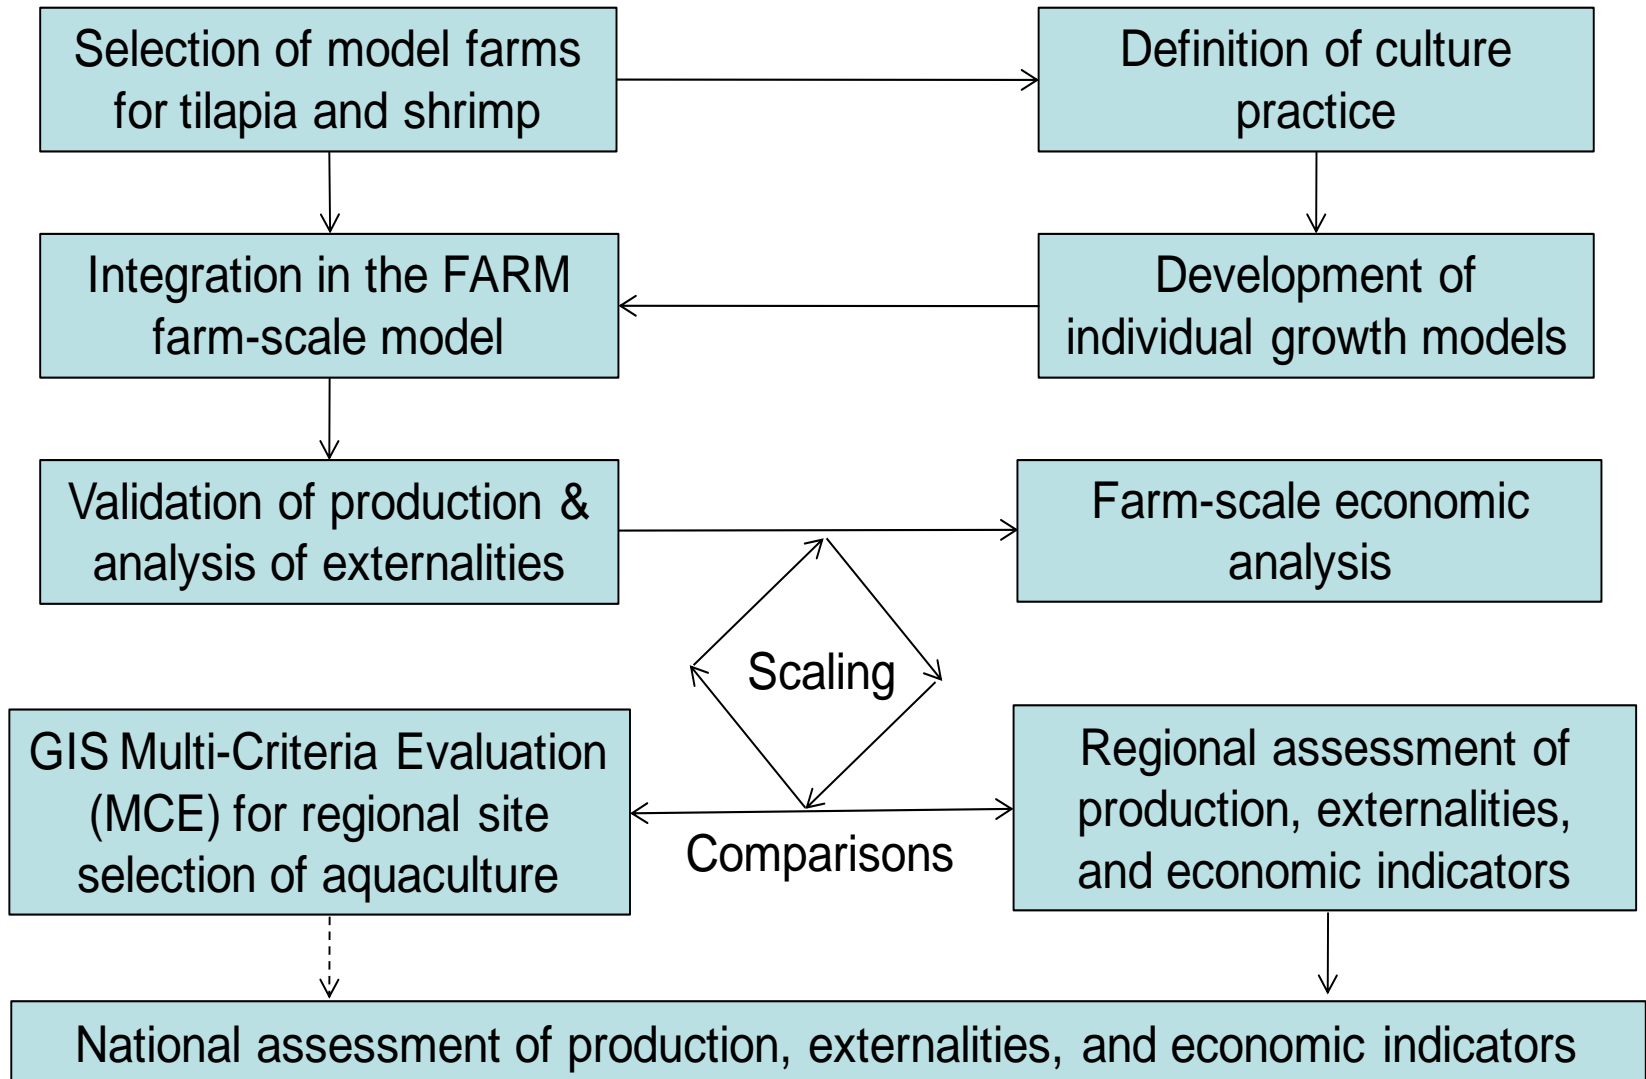 Selection of model farms
for tilapia and shrimp
Definition of culture
practice
Integration in the FARM
farm-scale model
Development of
individual growth models
Validation of production &
analysis of externalities
Farm-scale economic
analysis
Scaling
GIS Multi-Criteria Evaluation
(MCE) for regional site
selection of aquaculture
Comparisons
Regional assessment of
production, externalities,
and economic indicators
National assessment of production, externalities, and economic indicators